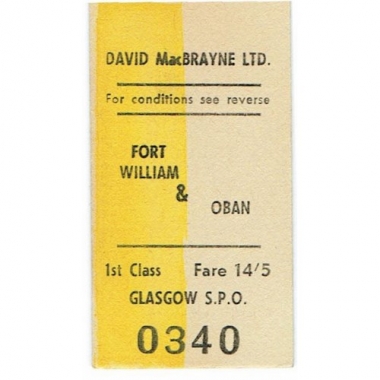 DAVID MacBRAYNE LTD.
For conditions see reverse
FORT
WILLIAM
&
OBAN
1st Class Fare 14/5
GLASGOW S.P.O.
0340